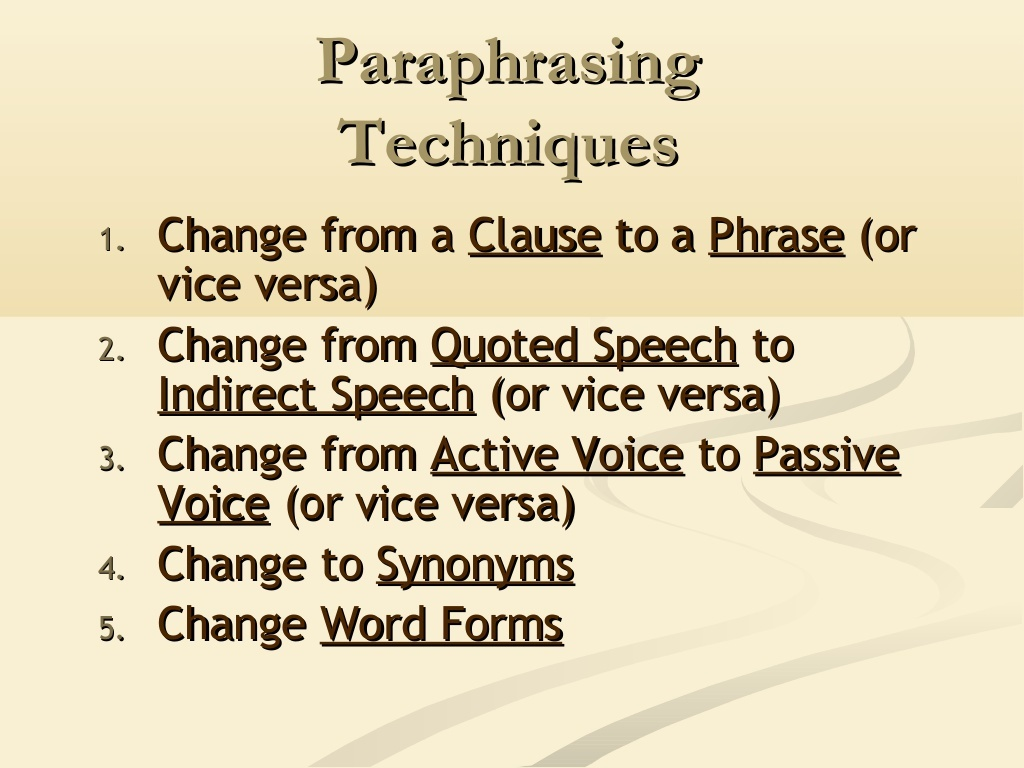 Paraphrasing
Techniques
1. Change from a Clause to a Phrase (or
vice versa)
2. Change from Quoted Speech to
Indirect Speech (or vice versa)
3. Change from Active Voice to Passive
Voice (or vice versa)
4. Change to Synonyms
5. Change Word Forms